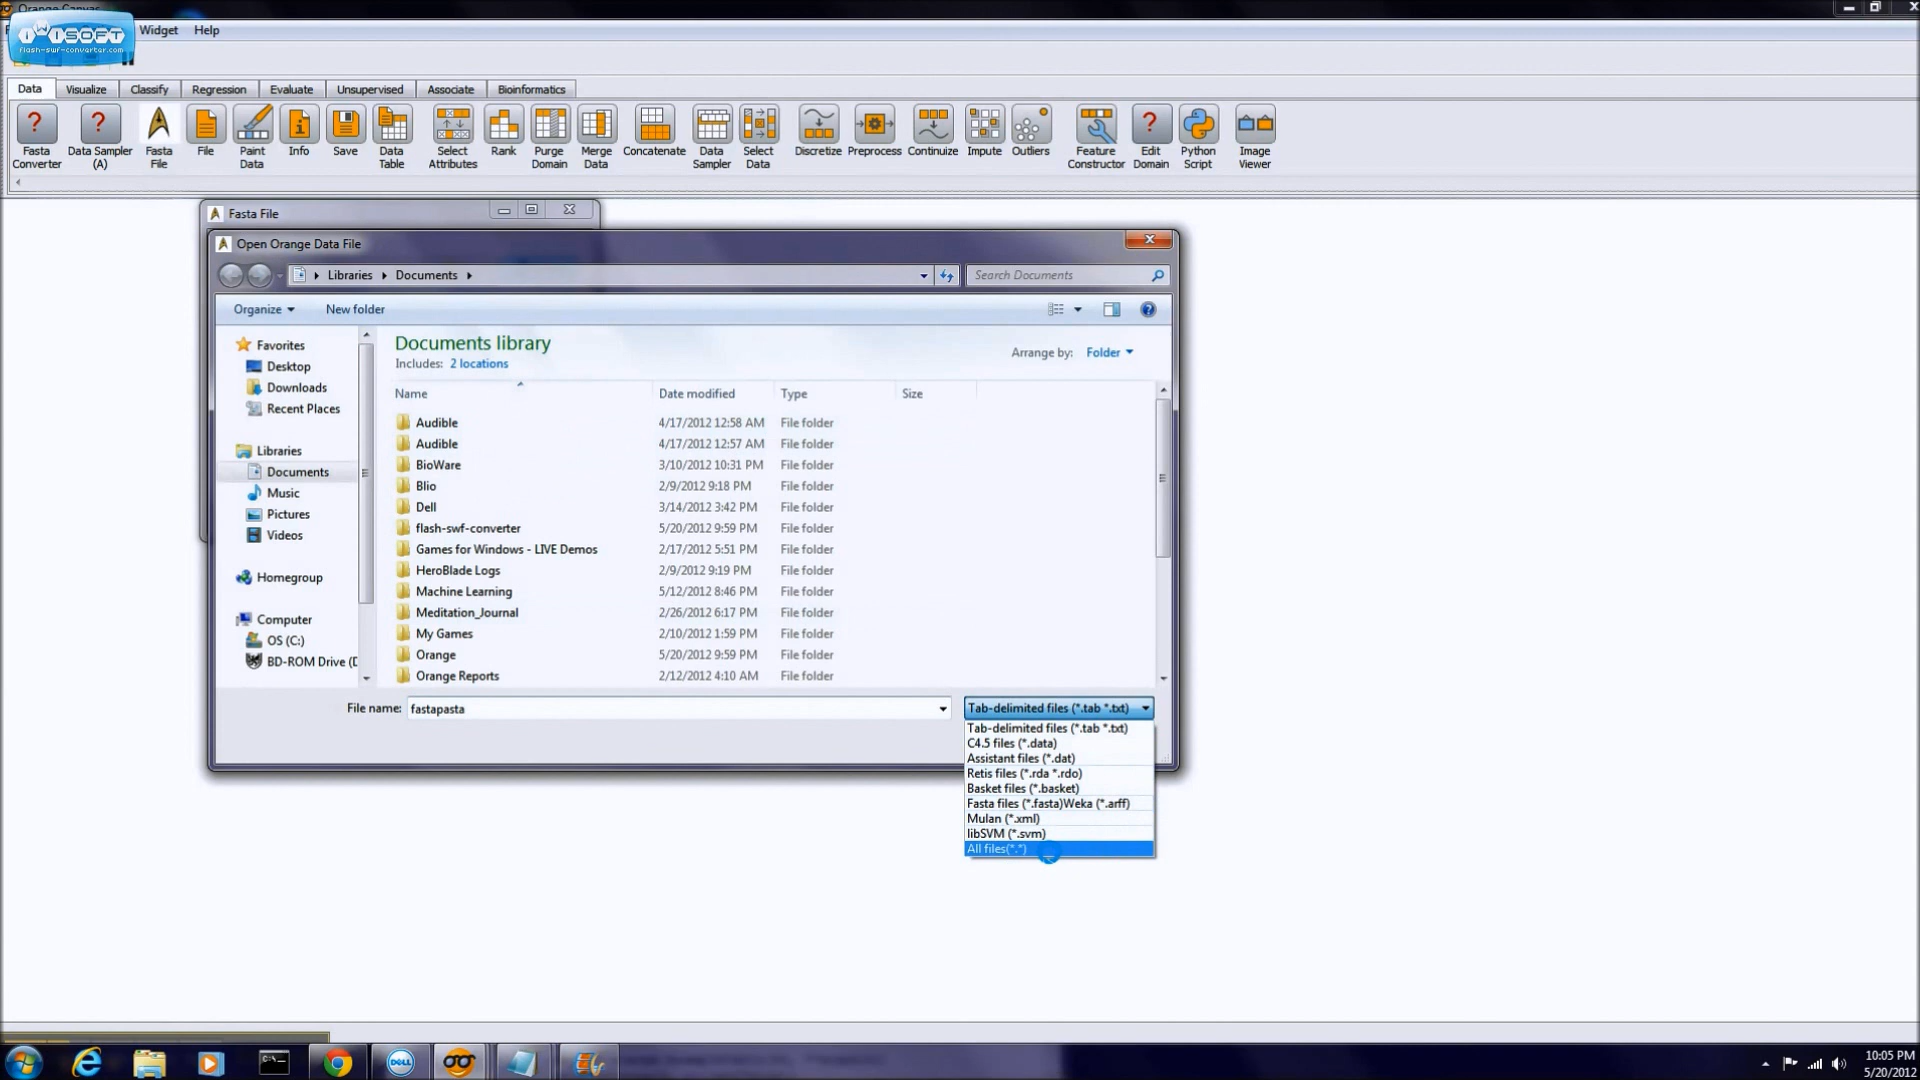 Orange Canvas
iWiSOFT
flash-swf-converter.com
Widget Help
Data Visualize Classify Regression Evaluate Unsupervised Associate Bioinformatics
Fasta Converter
Data Sampler (A)
Fasta File
File
Paint Data
Info
Save
Data Table
Select Attributes
Rank
Purge Domain
Merge Data
Concatenate
Data Sampler
Select Data
Discretize
Preprocess
Continuize
Impute
Outliers
Feature Constructor
Edit Domain
Python Script
Image Viewer
Fasta File
Open Orange Data File
Libraries Documents
Search Documents
Organize New folder
Favorites
Desktop
Downloads
Recent Places
Libraries
Documents
Music
Pictures
Videos
Homegroup
Computer
OS (C:)
BD-ROM Drive (D
Documents library
Includes: 2 locations
Arrange by: Folder
Name Date modified Type Size
Audible 4/17/2012 12:58 AM File folder
Audible 4/17/2012 12:57 AM File folder
BioWare 3/10/2012 10:31 PM File folder
Blio 2/9/2012 9:18 PM File folder
Dell 3/14/2012 3:42 PM File folder
flash-swf-converter 5/20/2012 9:59 PM File folder
Games for Windows - LIVE Demos 2/17/2012 5:51 PM File folder
HeroBlade Logs 2/9/2012 9:19 PM File folder
Machine Learning 5/12/2012 8:46 PM File folder
Meditation_Journal 2/26/2012 6:17 PM File folder
My Games 2/10/2012 1:59 PM File folder
Orange 5/20/2012 9:59 PM File folder
Orange Reports 2/12/2012 4:10 AM File folder
File name: fastapasta
Tab-delimited files (*.tab *.txt)
Tab-delimited files (*.tab *.txt)
C4.5 files (*.data)
Assistant files (*.dat)
Retis files (*.rda *.rdo)
Basket files (*.basket)
Fasta files (*.fasta)Weka (*.arff)
Mulan (*.xml)
libSVM (*.svm)
All files(*.*)
DELL
10:05 PM
5/20/2012